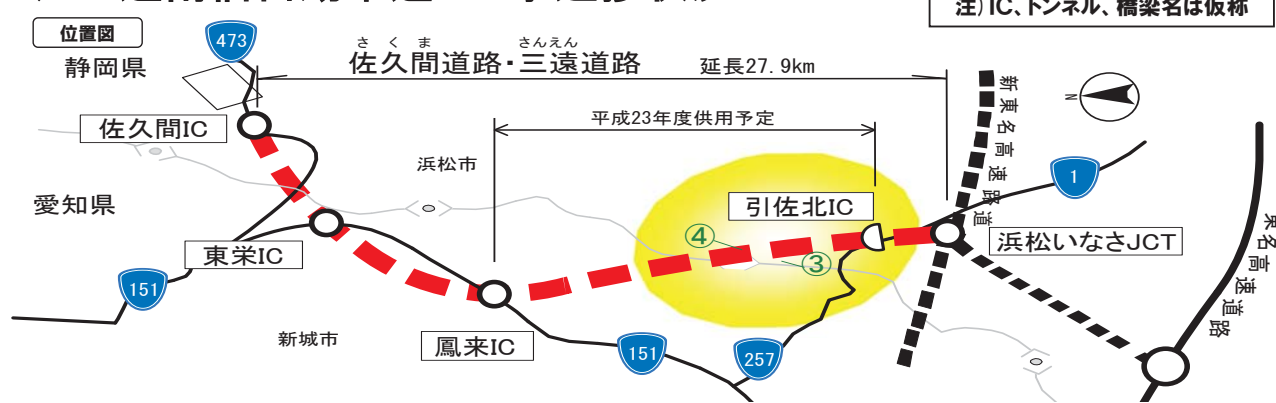 注）IC、トンネル、橋梁名は仮称
位置図
473
静岡県
さくま
さんえん
佐久間道路・三遠道路 延長27.9km
新東名高速道路
N
平成23年度供用予定
佐久間IC
浜松市
1
愛知県
引佐北IC
④
③
浜松いなさJCT
東栄IC
東名高速道路
151
新城市
鳳来IC
151
257